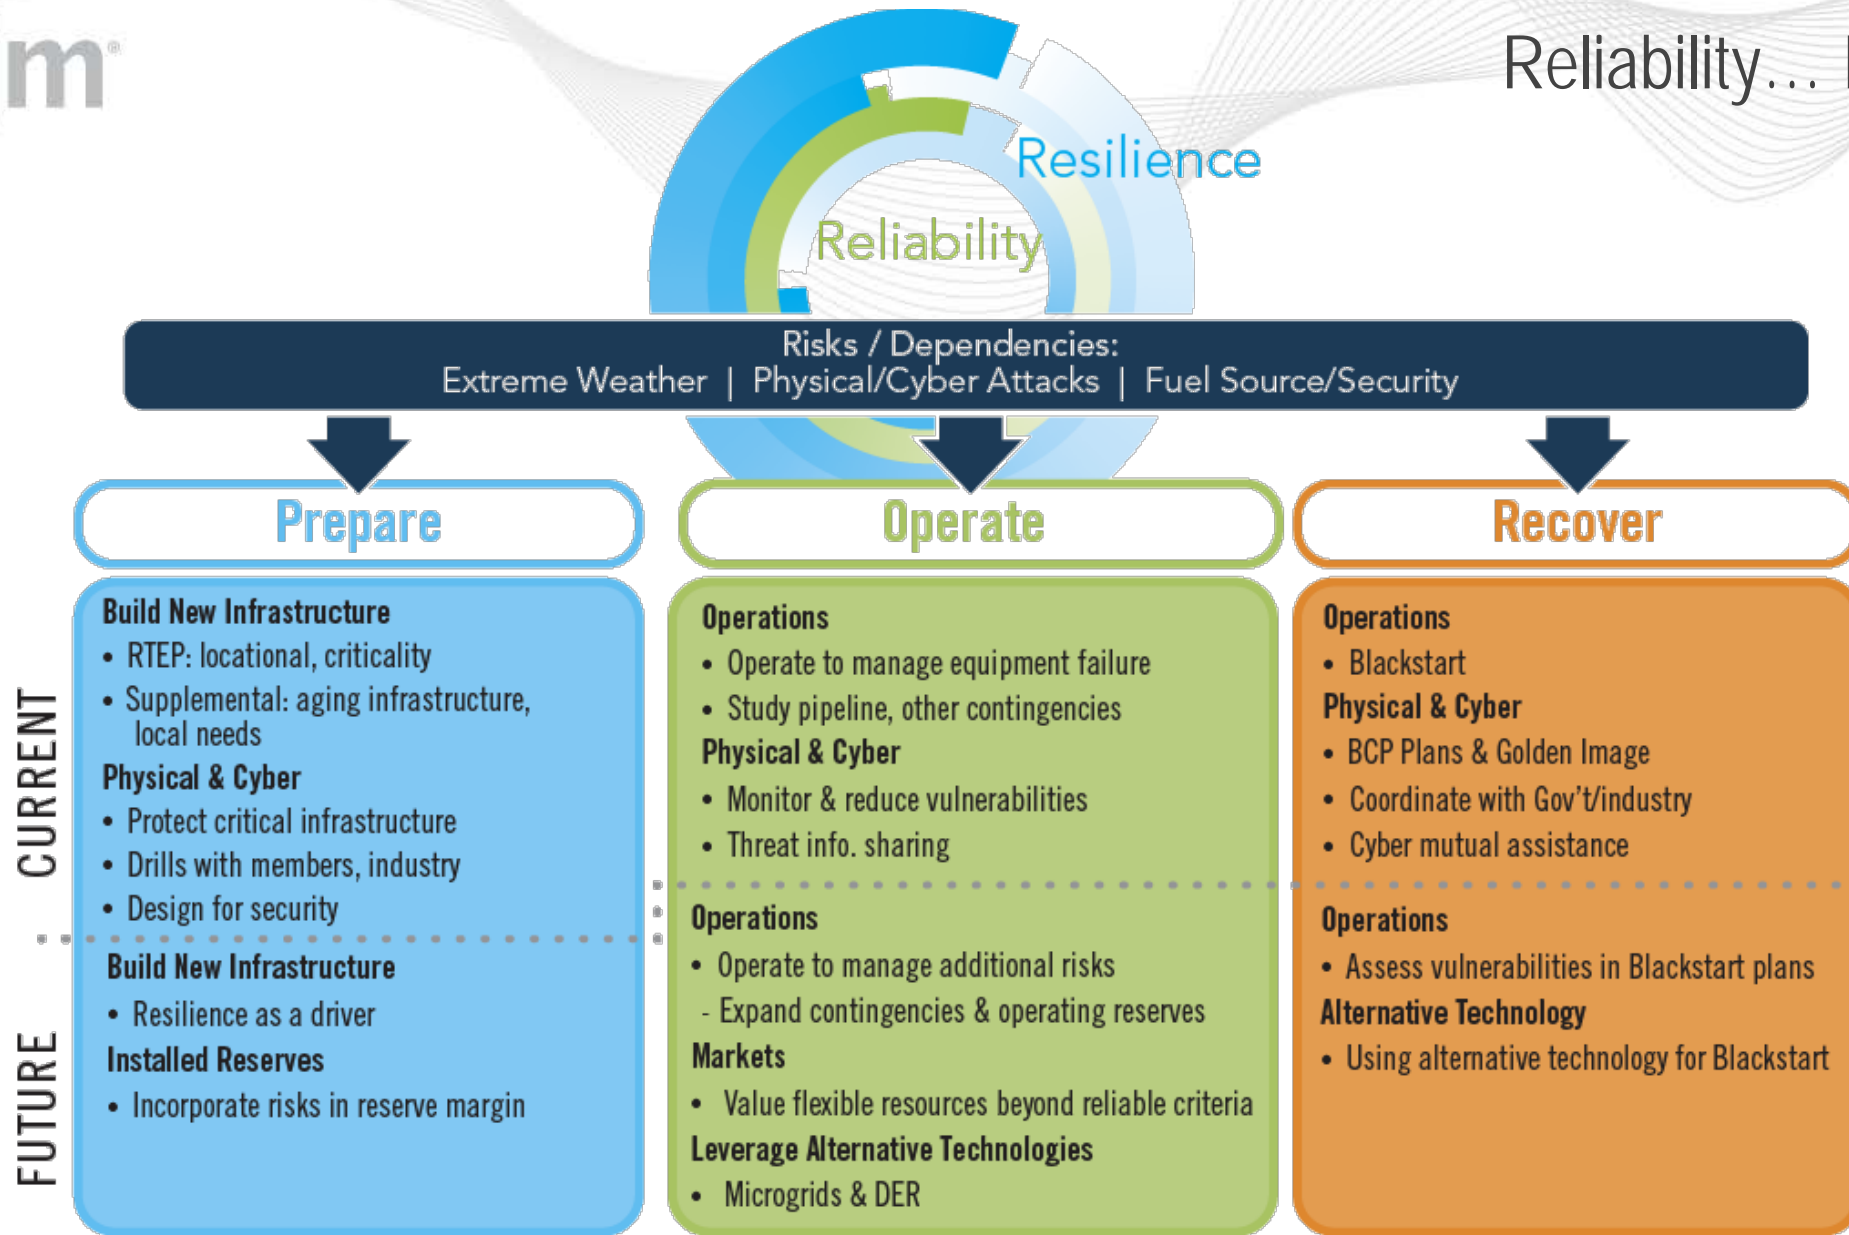 m®
Reliability…
Resilience
Reliability
Risks / Dependencies:
Extreme Weather | Physical/Cyber Attacks | Fuel Source/Security
Prepare
Operate
Recover
CURRENT
FUTURE
Build New Infrastructure
• RTEP: locational, criticality
• Supplemental: aging infrastructure,
local needs
Physical & Cyber
• Protect critical infrastructure
• Drills with members, industry
• Design for security
Build New Infrastructure
• Resilience as a driver
Installed Reserves
• Incorporate risks in reserve margin
Operations
• Operate to manage equipment failure
• Study pipeline, other contingencies
Physical & Cyber
• Monitor & reduce vulnerabilities
• Threat info. sharing
Operations
• Operate to manage additional risks
- Expand contingencies & operating reserves
Markets
• Value flexible resources beyond reliable criteria
Leverage Alternative Technologies
• Microgrids & DER
Operations
• Blackstart
Physical & Cyber
• BCP Plans & Golden Image
• Coordinate with Gov’t/industry
• Cyber mutual assistance
Operations
• Assess vulnerabilities in Blackstart plans
Alternative Technology
• Using alternative technology for Blackstart